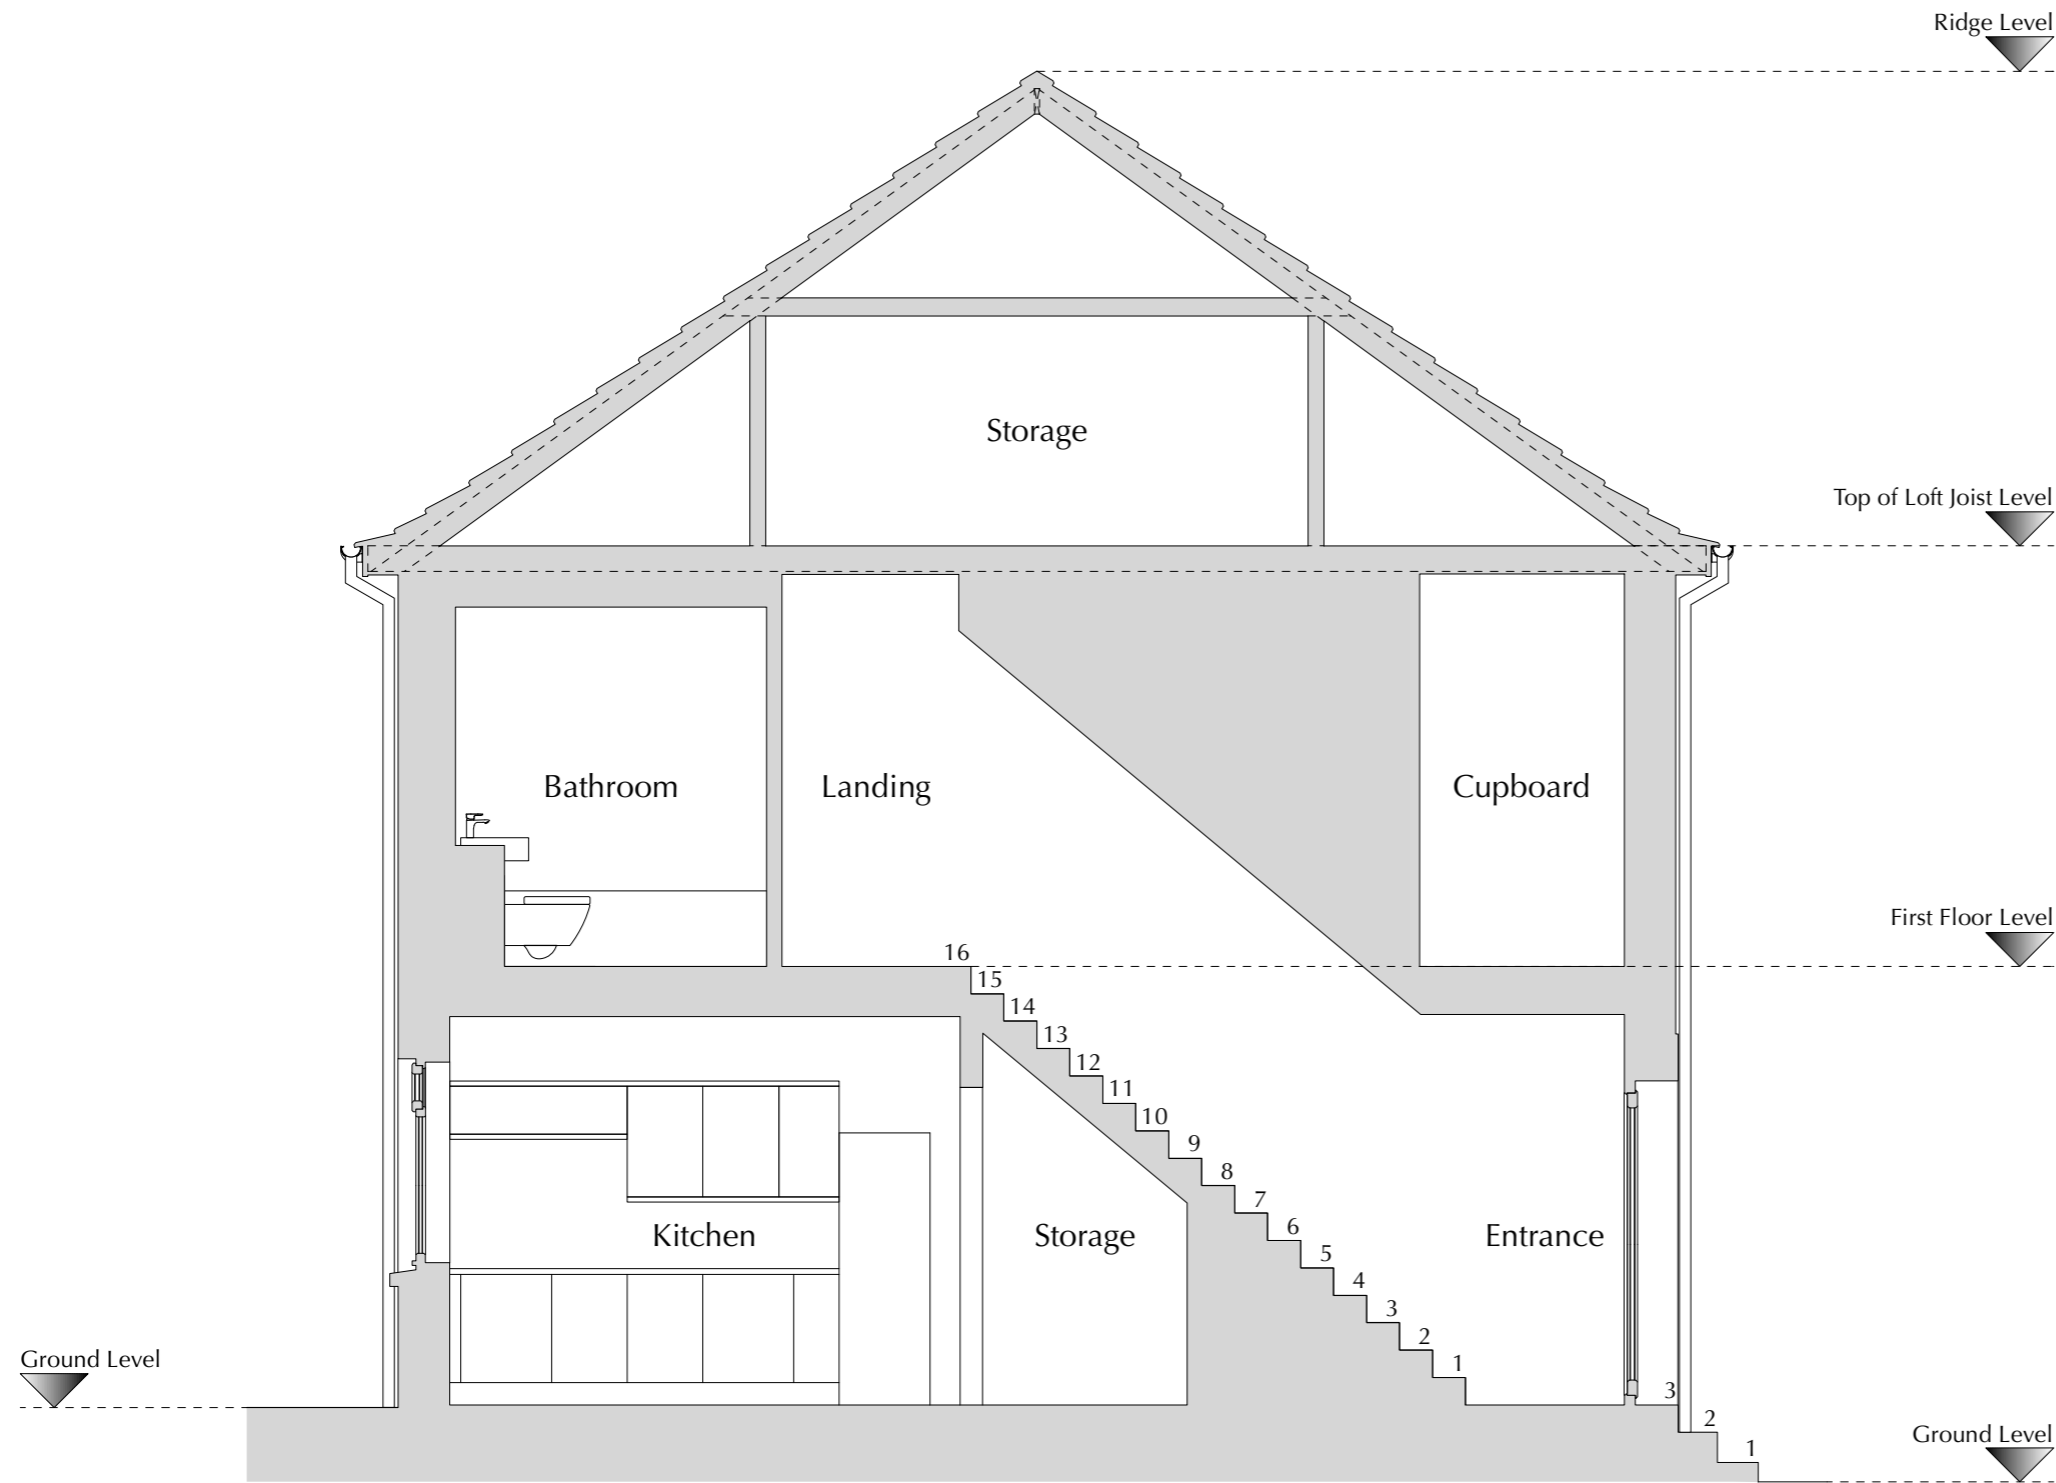 Ridge Level
Storage
Top of Loft Joist Level
Bathroom
Landing
Cupboard
First Floor Level
16
15
14
13
12
11
10
9
8
7
6
5
4
3
2
1
Kitchen
Storage
Entrance
Ground Level
3
2
1
Ground Level